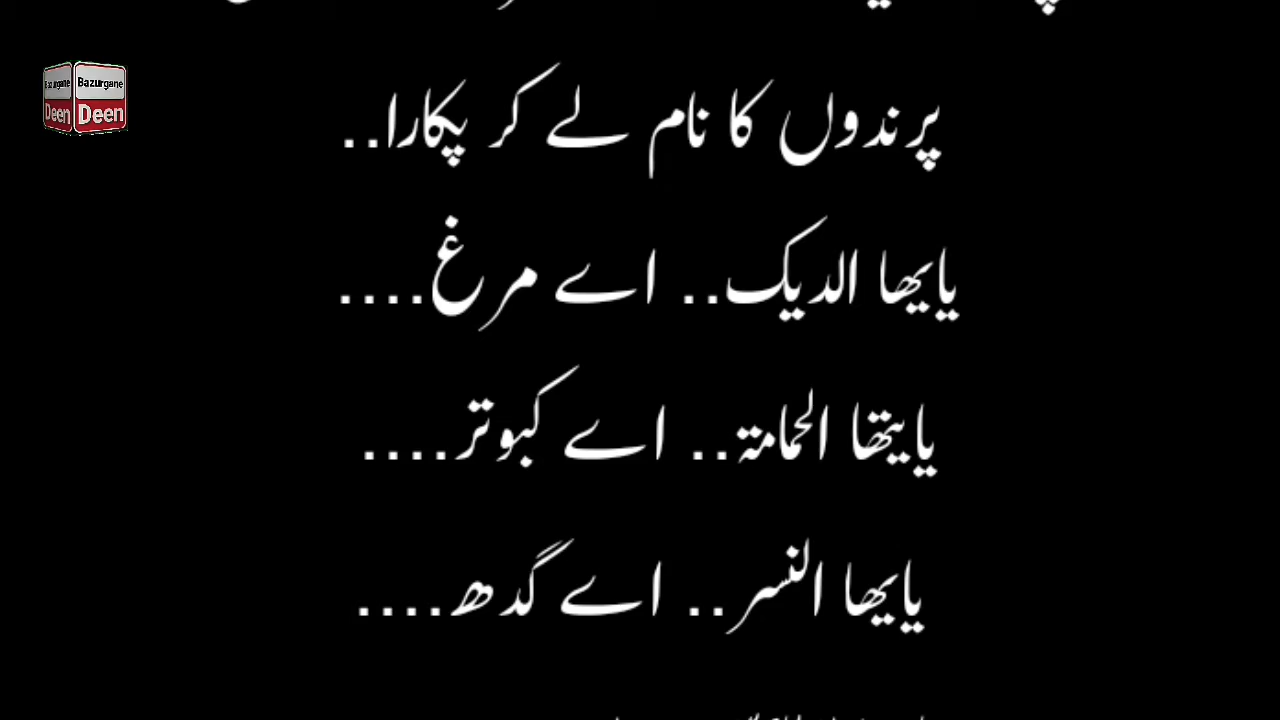 Bazurgane Bazurgane
Deen Deen
پرندوں کا نام لے کر پکارا..
یایھا الدیک.. اے مرغ....
یایتھا الحمامۃ.. اے کبوتر....
یایھا النسر.. اے گدھ....